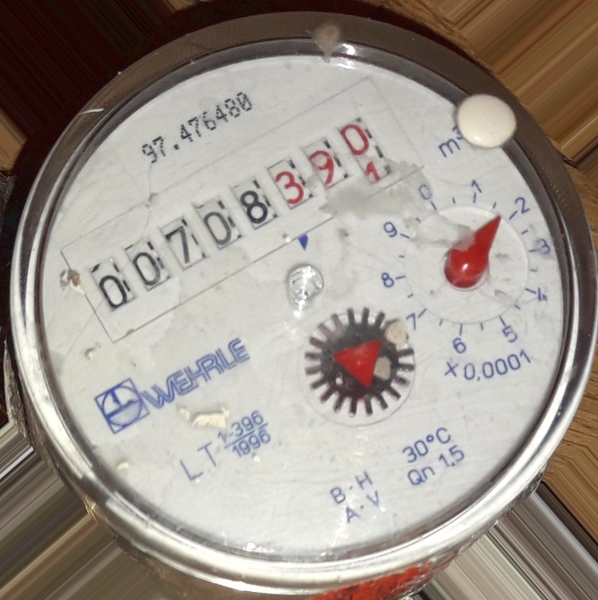 97.476480
m³
00708390
1
0 1 2 3 4 5 6 7 8 9
x0,0001
WEHRLE
LT 1-396
1996
B-H 30°C
A-V Qn 1.5